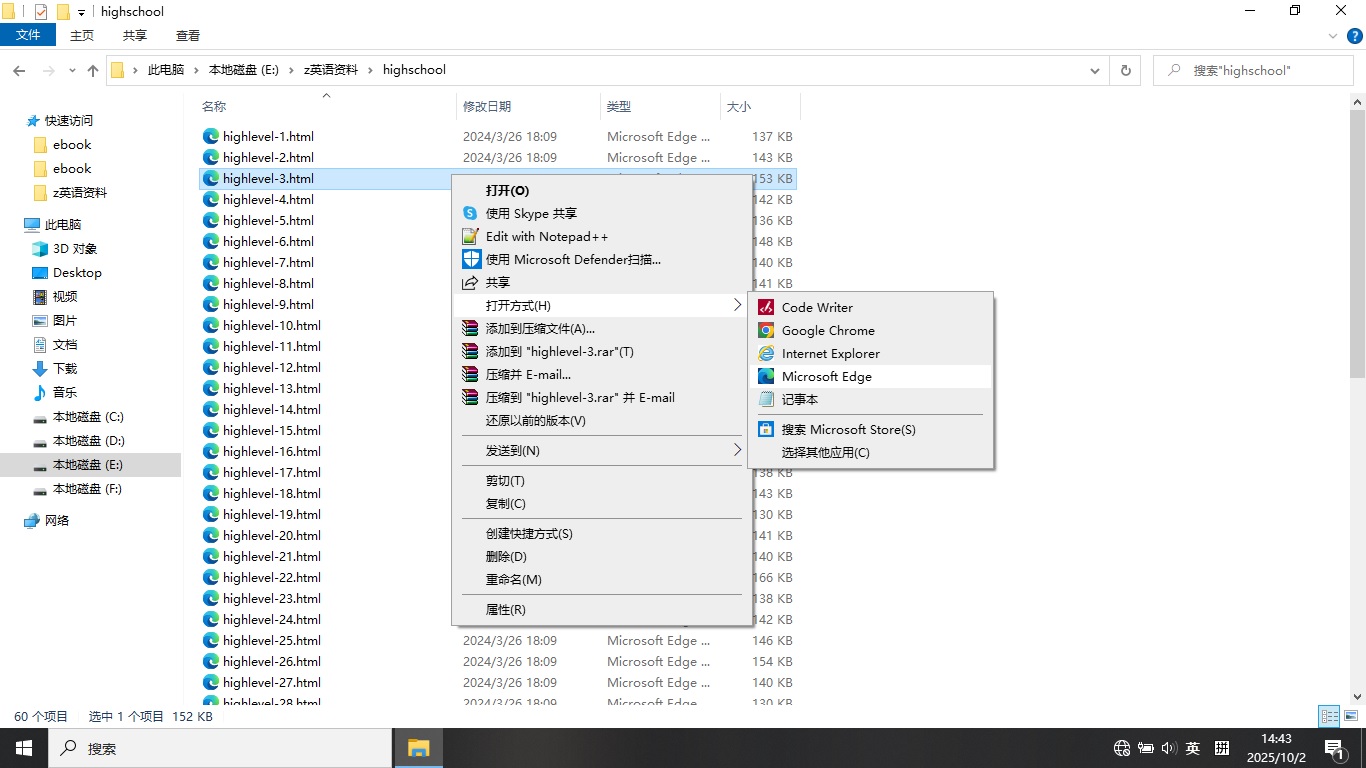 highschool
文件 主页 共享 查看
此电脑 本地磁盘 (E:) z英语资料 highschool 搜索"highschool"
名称 修改日期 类型 大小
快速访问
ebook
ebook
z英语资料
此电脑
3D 对象
Desktop
视频
图片
文档
下载
音乐
本地磁盘 (C:)
本地磁盘 (D:)
本地磁盘 (E:)
本地磁盘 (F:)
网络
highlevel-1.html 2024/3/26 18:09 Microsoft Edge ... 137 KB
highlevel-2.html 2024/3/26 18:09 Microsoft Edge ... 143 KB
highlevel-3.html 153 KB
highlevel-4.html 142 KB
highlevel-5.html 136 KB
highlevel-6.html 148 KB
highlevel-7.html 140 KB
highlevel-8.html 141 KB
highlevel-9.html
highlevel-10.html
highlevel-11.html
highlevel-12.html
highlevel-13.html
highlevel-14.html
highlevel-15.html
highlevel-16.html
highlevel-17.html 138 KB
highlevel-18.html 143 KB
highlevel-19.html 130 KB
highlevel-20.html 141 KB
highlevel-21.html 140 KB
highlevel-22.html 166 KB
highlevel-23.html 138 KB
highlevel-24.html 142 KB
highlevel-25.html 2024/3/26 18:09 Microsoft Edge ... 146 KB
highlevel-26.html 2024/3/26 18:09 Microsoft Edge ... 154 KB
highlevel-27.html 2024/3/26 18:09 Microsoft Edge ... 140 KB
highlevel-28.html 2024/3/26 18:09 Microsoft Edge ... 130 KB
打开(O)
使用 Skype 共享
Edit with Notepad++
使用 Microsoft Defender扫描...
共享
打开方式(H)
添加到压缩文件(A)...
添加到 "highlevel-3.rar"(T)
压缩并 E-mail...
压缩到 "highlevel-3.rar" 并 E-mail
还原以前的版本(V)
发送到(N)
剪切(T)
复制(C)
创建快捷方式(S)
删除(D)
重命名(M)
属性(R)
Code Writer
Google Chrome
Internet Explorer
Microsoft Edge
记事本
搜索 Microsoft Store(S)
选择其他应用(C)
60 个项目 选中 1 个项目 152 KB
搜索
英 拼
14:43
2025/10/2
1